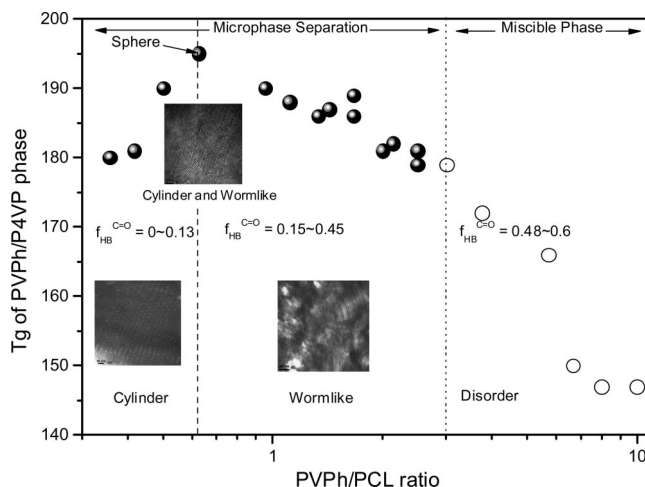 200
190
180
170
160
150
140
Tg of PVPh/P4VP phase
Microphase Separation
Miscible Phase
Sphere
Cylinder and Wormlike
f_HB^C=O = 0~0.13
f_HB^C=O = 0.15~0.45
f_HB^C=O = 0.48~0.6
Cylinder
Wormlike
Disorder
1
10
PVPh/PCL ratio